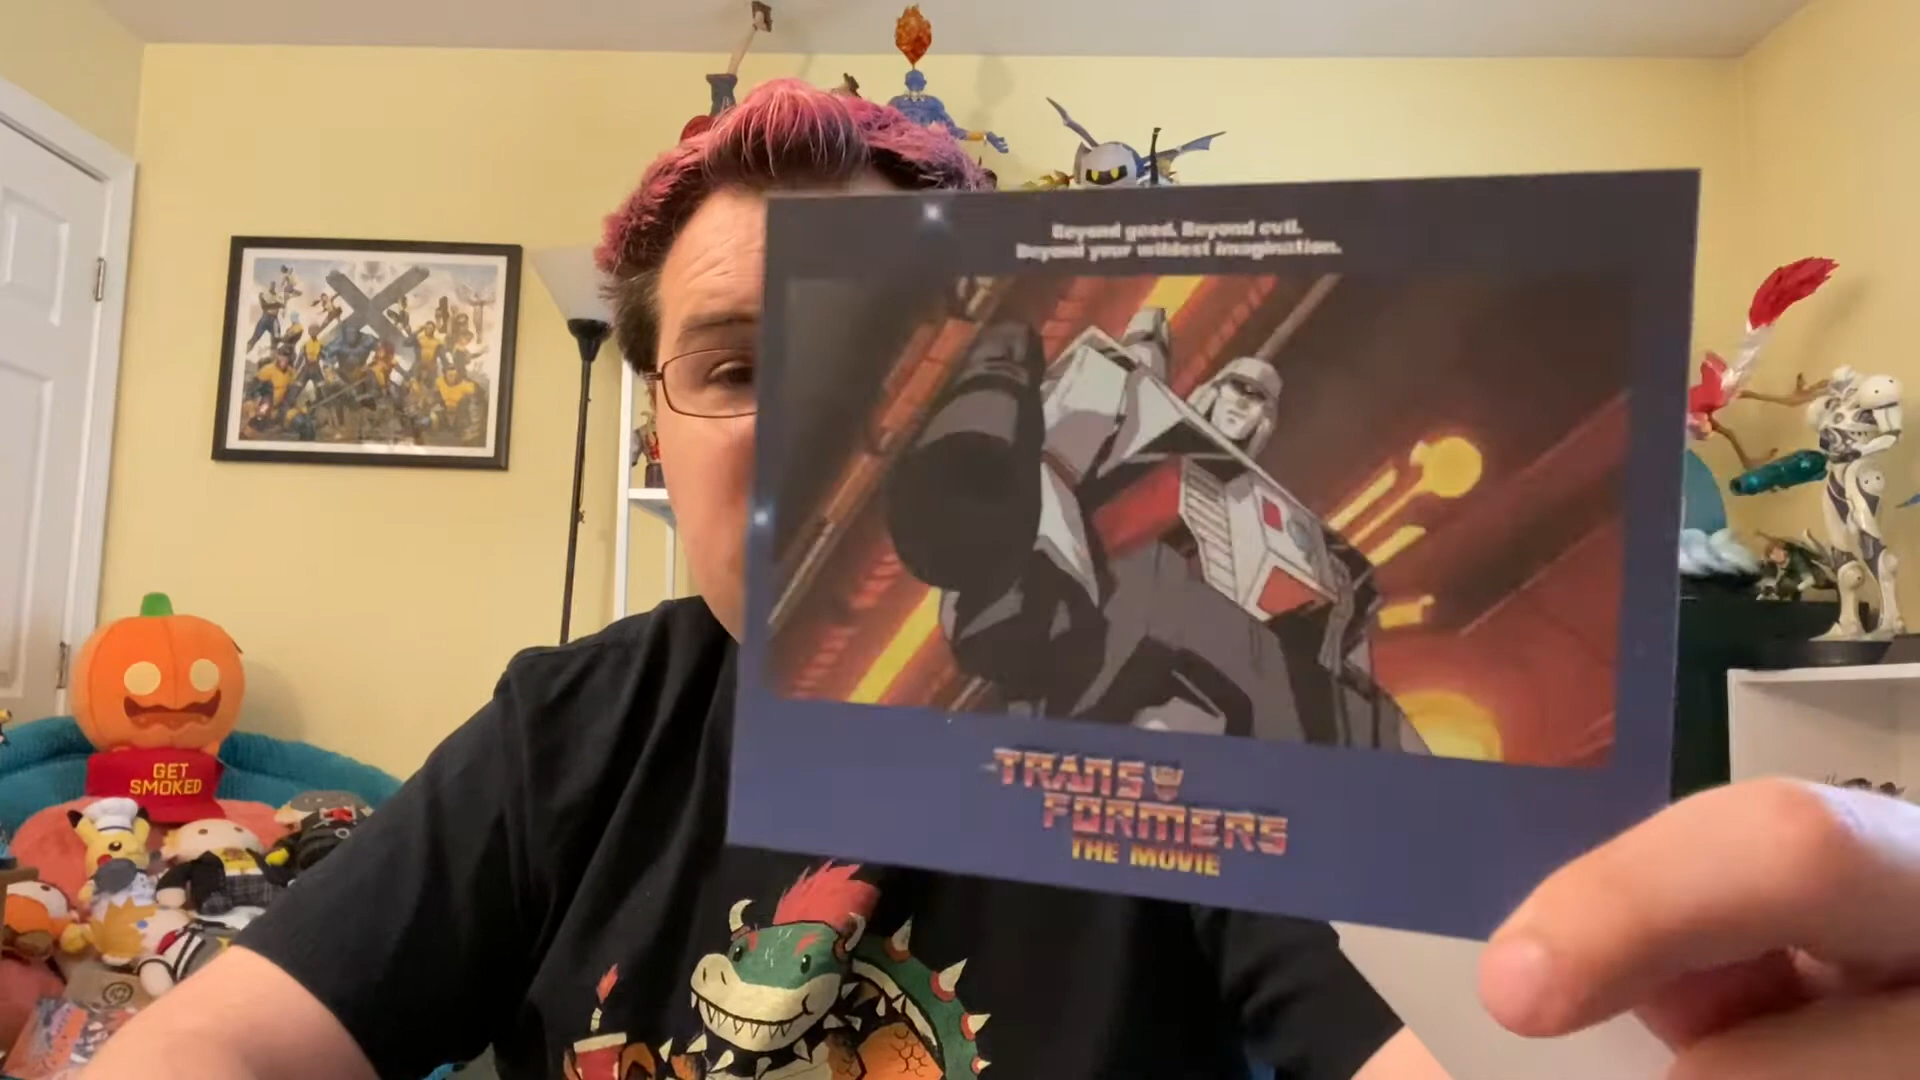 Beyond good. Beyond evil.
Beyond your wildest imagination.
TRANS
FORMERS
THE MOVIE
GET
SMOKED